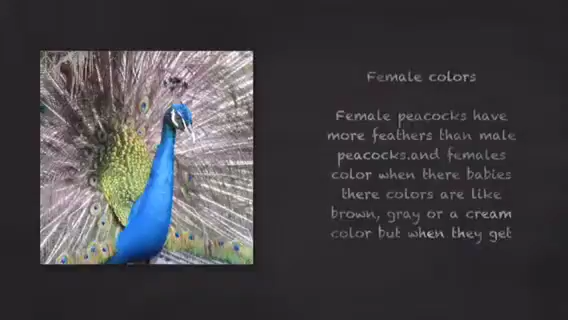 Female colors
Female peacocks have
more feathers than male
peacocks.and females
color when there babies
there colors are like
brown, gray or a cream
color but when they get